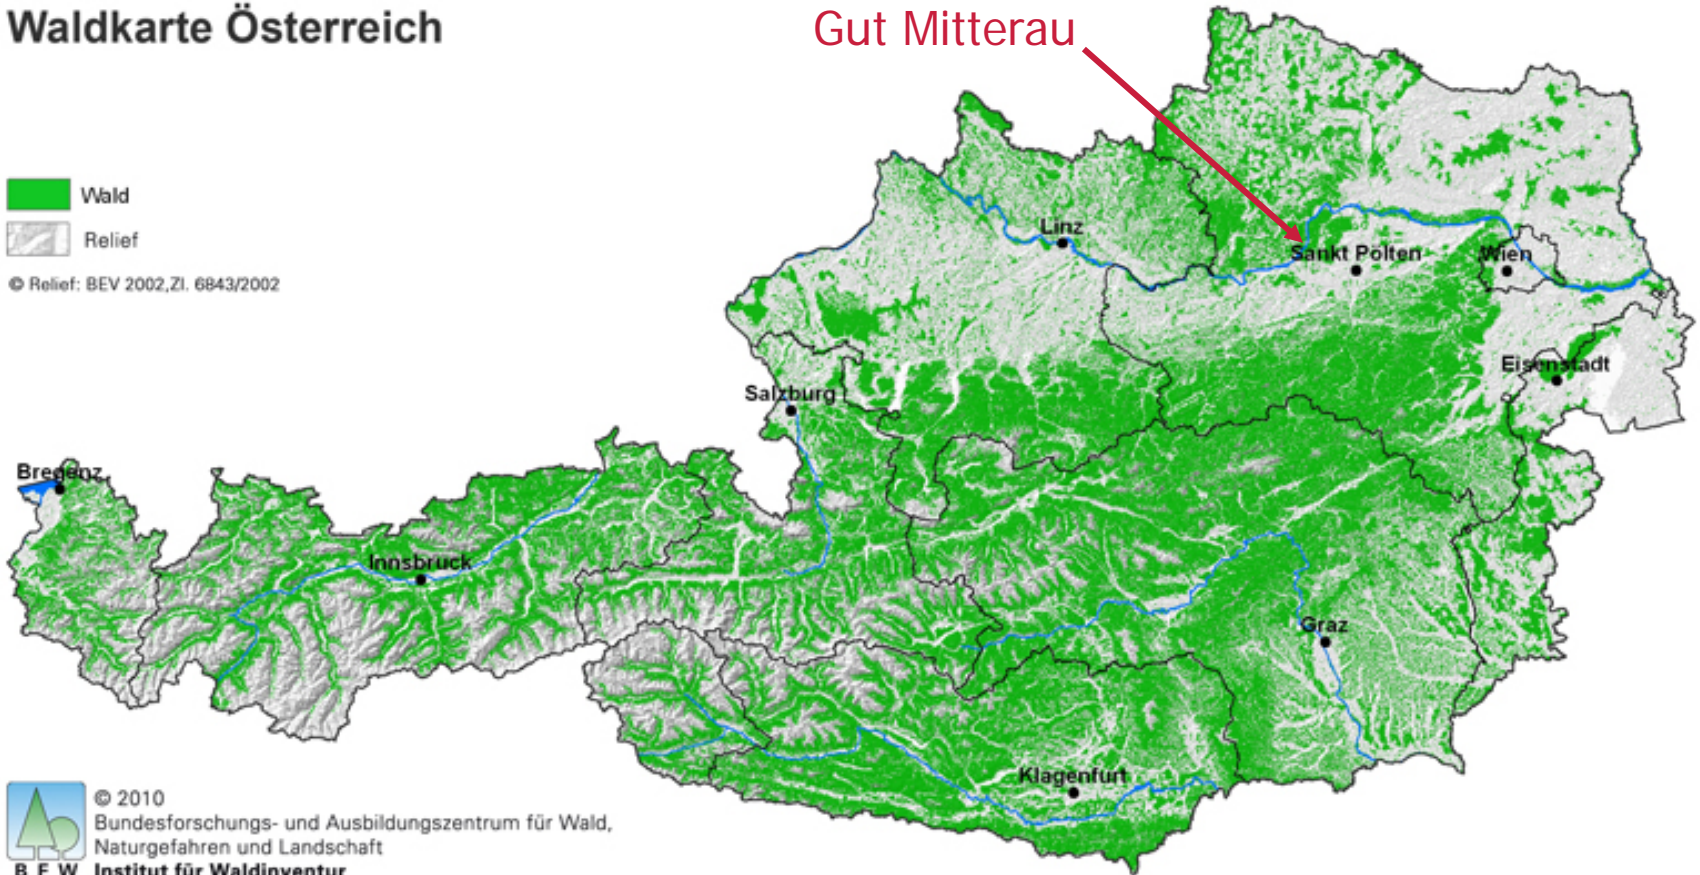 Waldkarte Österreich
Gut Mitterau
Wald
Relief
© Relief: BEV 2002,Zl. 6843/2002
Linz
Sankt Pölten
Wien
Eisenstadt
Salzburg
Bregenz
Innsbruck
Graz
Klagenfurt
© 2010
Bundesforschungs- und Ausbildungszentrum für Wald,
Naturgefahren und Landschaft
B F W Institut für Waldinventur